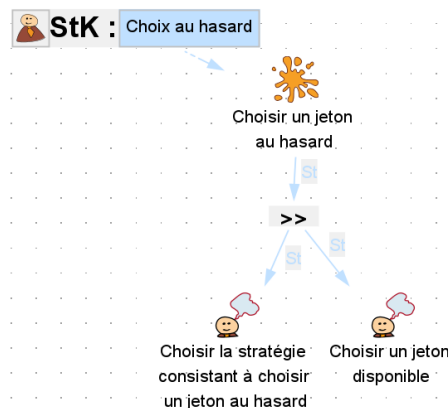 StK : Choix au hasard
Choisir un jeton
au hasard
St
>>
St
St
Choisir la stratégie
consistant à choisir
un jeton au hasard
Choisir un jeton
disponible